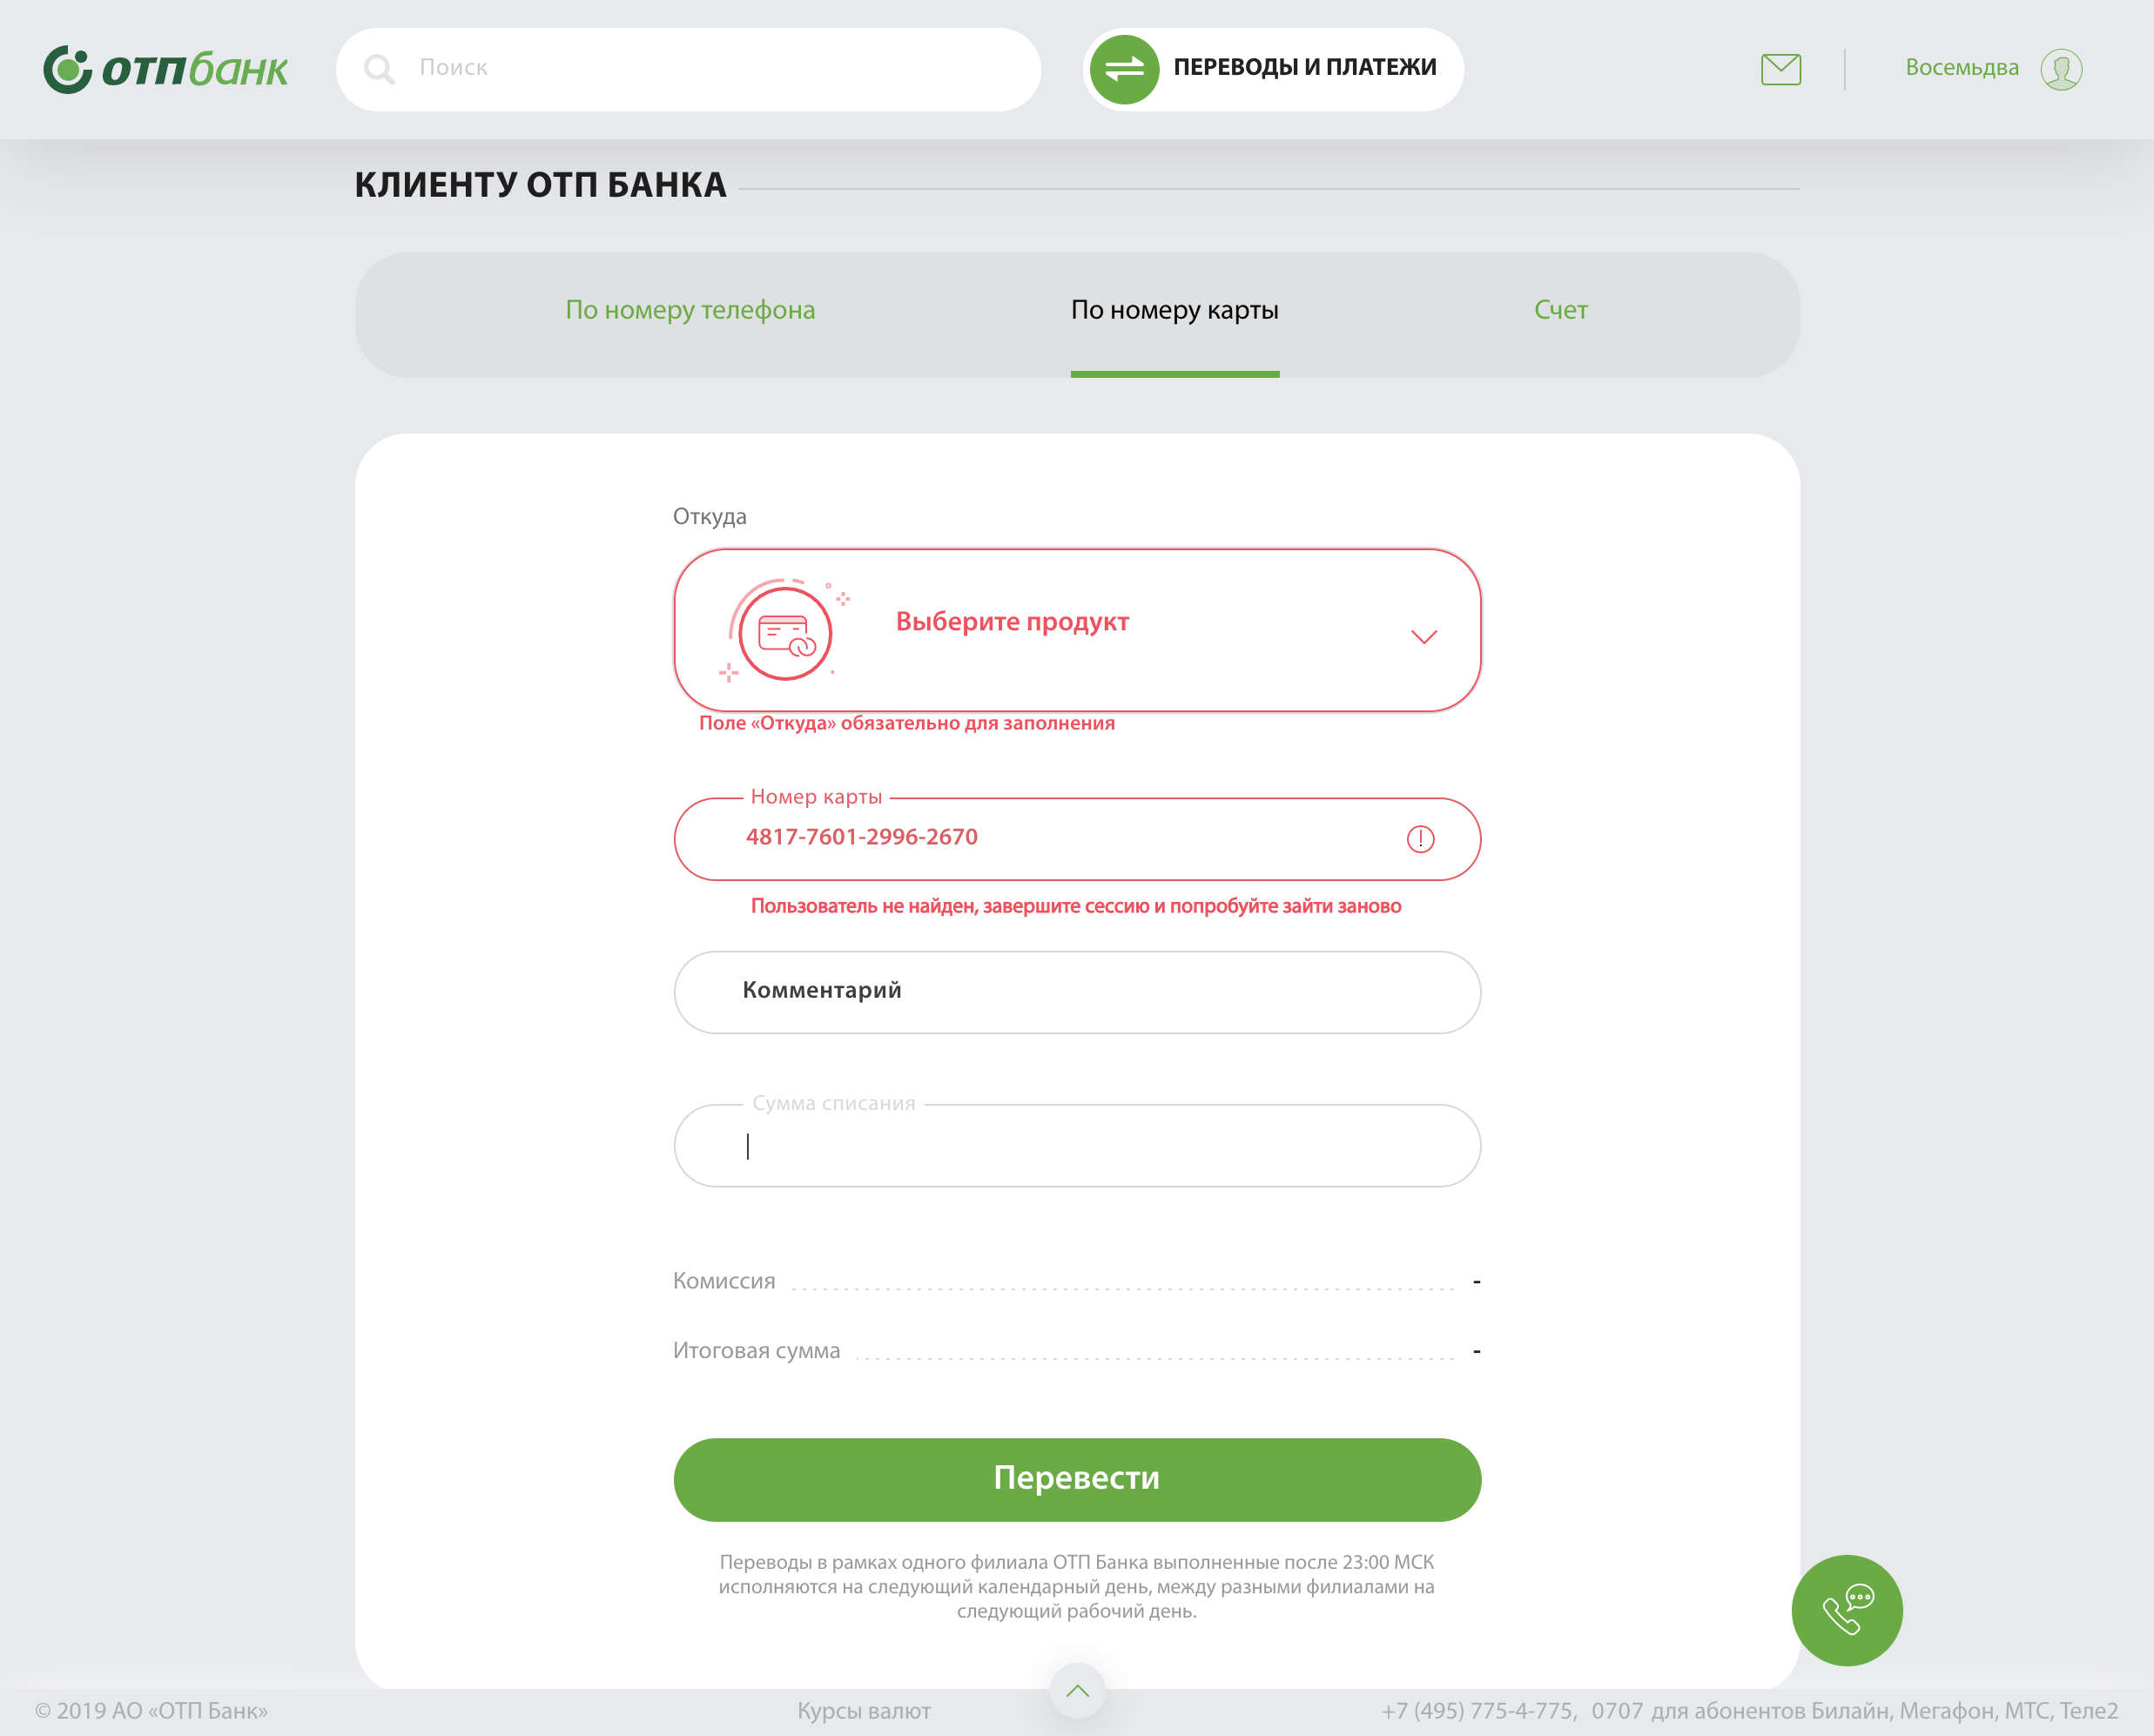 ОТПбанк
Поиск
ПЕРЕВОДЫ И ПЛАТЕЖИ
Восемьдва
КЛИЕНТУ ОТП БАНКА
По номеру телефона
По номеру карты
Счет
Откуда
Выберите продукт
Поле «Откуда» обязательно для заполнения
Номер карты
4817-7601-2996-2670
Пользователь не найден, завершите сессию и попробуйте зайти заново
Комментарий
Сумма списания
Комиссия -
Итоговая сумма -
Перевести
Переводы в рамках одного филиала ОТП Банка выполненные после 23:00 МСК
исполняются на следующий календарный день, между разными филиалами на
следующий рабочий день.
© 2019 АО «ОТП Банк»
Курсы валют
+7 (495) 775-4-775, 0707 для абонентов Билайн, Мегафон, МТС, Теле2